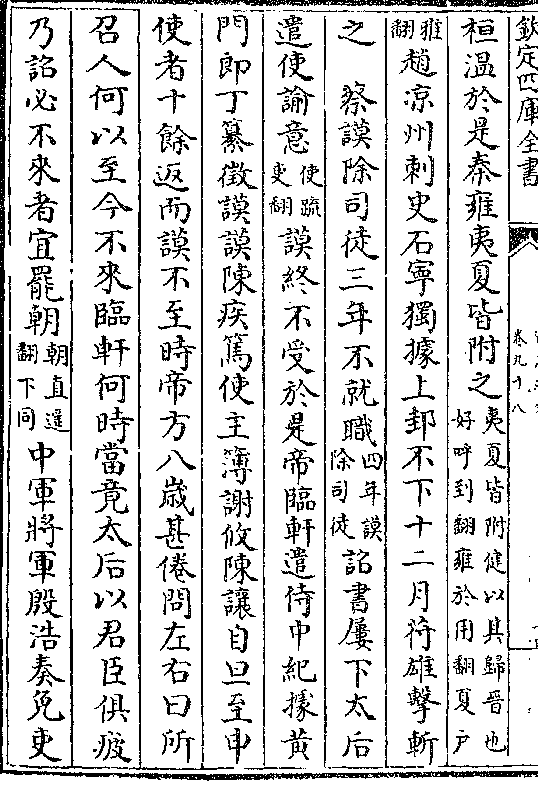 欽定四庫全書
卷九十八
桓溫於是秦雍夷夏皆附之夷夏皆附健以其歸晉也好呼到翻雍於用翻夏戶
雅翻趙凉州刺史石寧獨據上邽不下十二月苻雄擊斬
之 蔡謨除司徒三年不就職四年謨除司徒詔書屢下太后
遣使諭意使疏吏翻謨終不受於是帝臨軒遣侍中紀據黃
門郎丁纂徵謨謨陳疾篤使主簿謝攸陳讓自旦至申
使者十餘返而謨不至時帝方八歲甚倦問左右曰所
召人何以至今不來臨軒何時當竟太后以君臣俱疲
乃詔必不來者宜罷朝朝直遥翻下同中軍將軍殷浩奏免吏